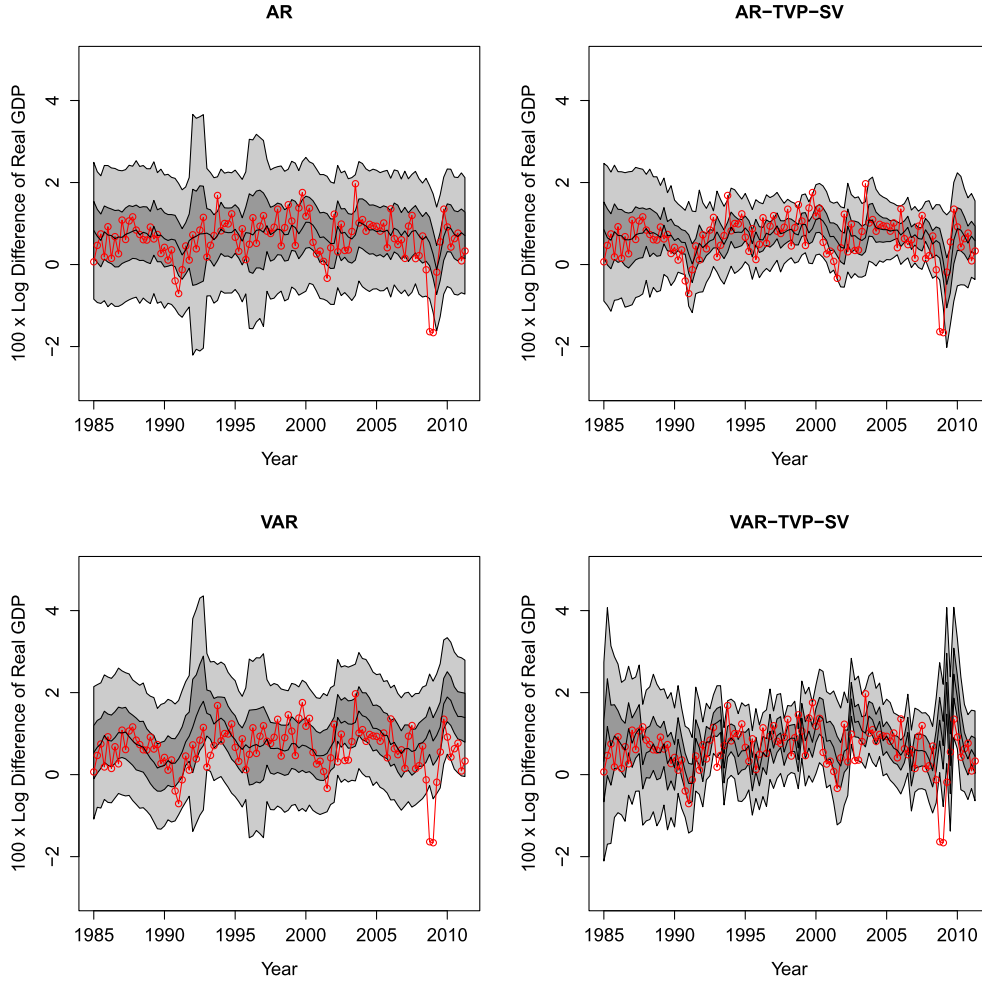 AR
100 x Log Difference of Real GDP
4
2
0
−2
1985 1990 1995 2000 2005 2010
Year
AR−TVP−SV
100 x Log Difference of Real GDP
4
2
0
−2
1985 1990 1995 2000 2005 2010
Year
VAR
100 x Log Difference of Real GDP
4
2
0
−2
1985 1990 1995 2000 2005 2010
Year
VAR−TVP−SV
100 x Log Difference of Real GDP
4
2
0
−2
1985 1990 1995 2000 2005 2010
Year